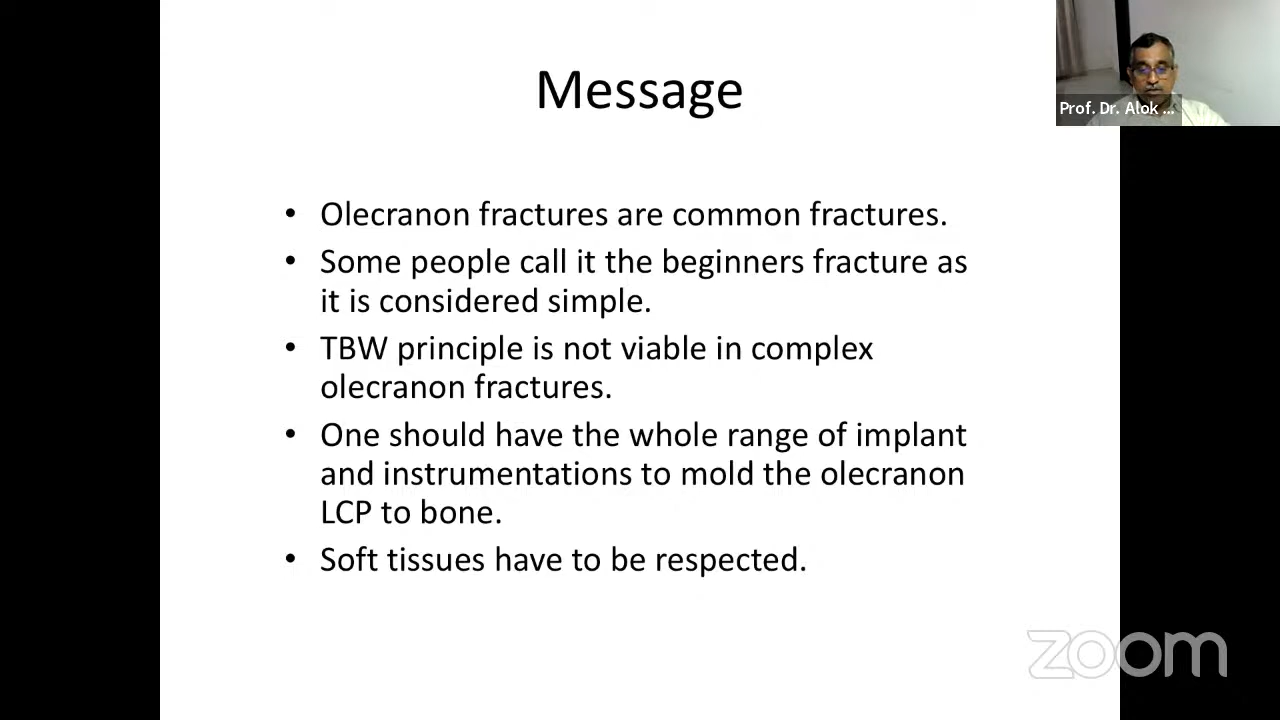 Message
Prof. Dr. Alok ...
• Olecranon fractures are common fractures.
• Some people call it the beginners fracture as
it is considered simple.
• TBW principle is not viable in complex
olecranon fractures.
• One should have the whole range of implant
and instrumentations to mold the olecranon
LCP to bone.
• Soft tissues have to be respected.
zoom